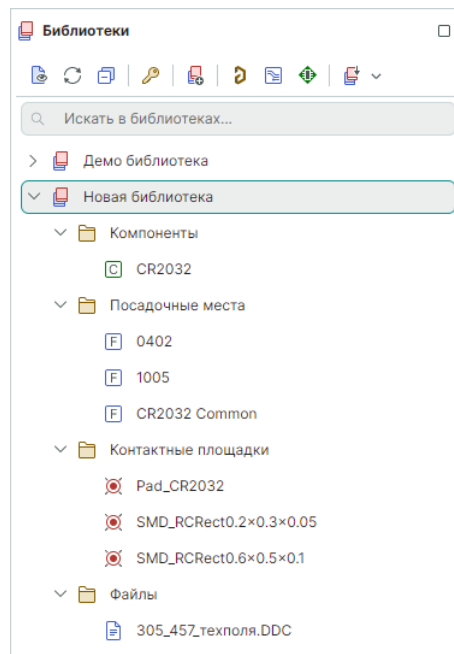 Библиотеки
Искать в библиотеках...
Демо библиотека
Новая библиотека
Компоненты
C CR2032
Посадочные места
F 0402
F 1005
F CR2032 Common
Контактные площадки
Pad_CR2032
SMD_RCRect0.2×0.3×0.05
SMD_RCRect0.6×0.5×0.1
Файлы
305_457_техполя.DDC